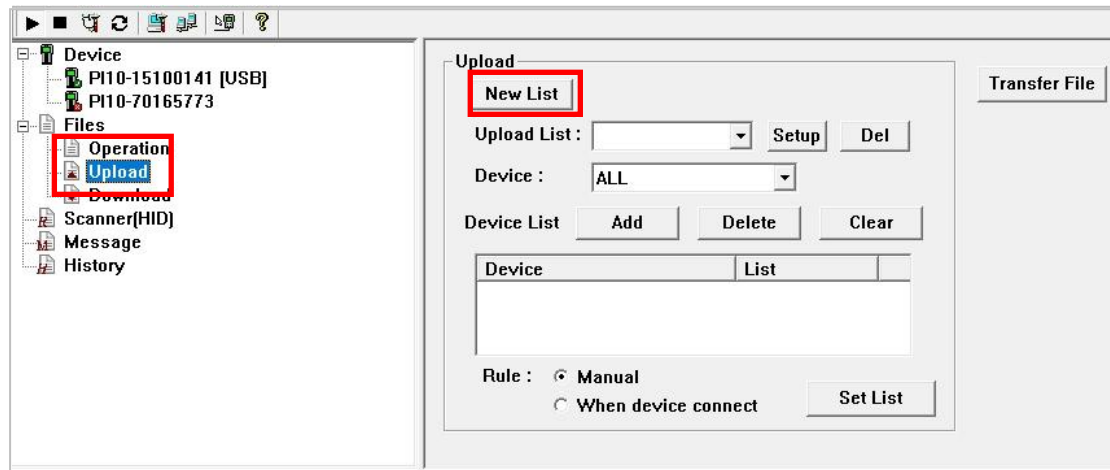 Device
PI10-15100141 [USB]
PI10-70165773
Files
Operation
Upload
Download
Scanner(HID)
Message
History
Upload
New List
Transfer File
Upload List :
Setup
Del
Device :
ALL
Device List
Add
Delete
Clear
Device
List
Rule :
Manual
When device connect
Set List